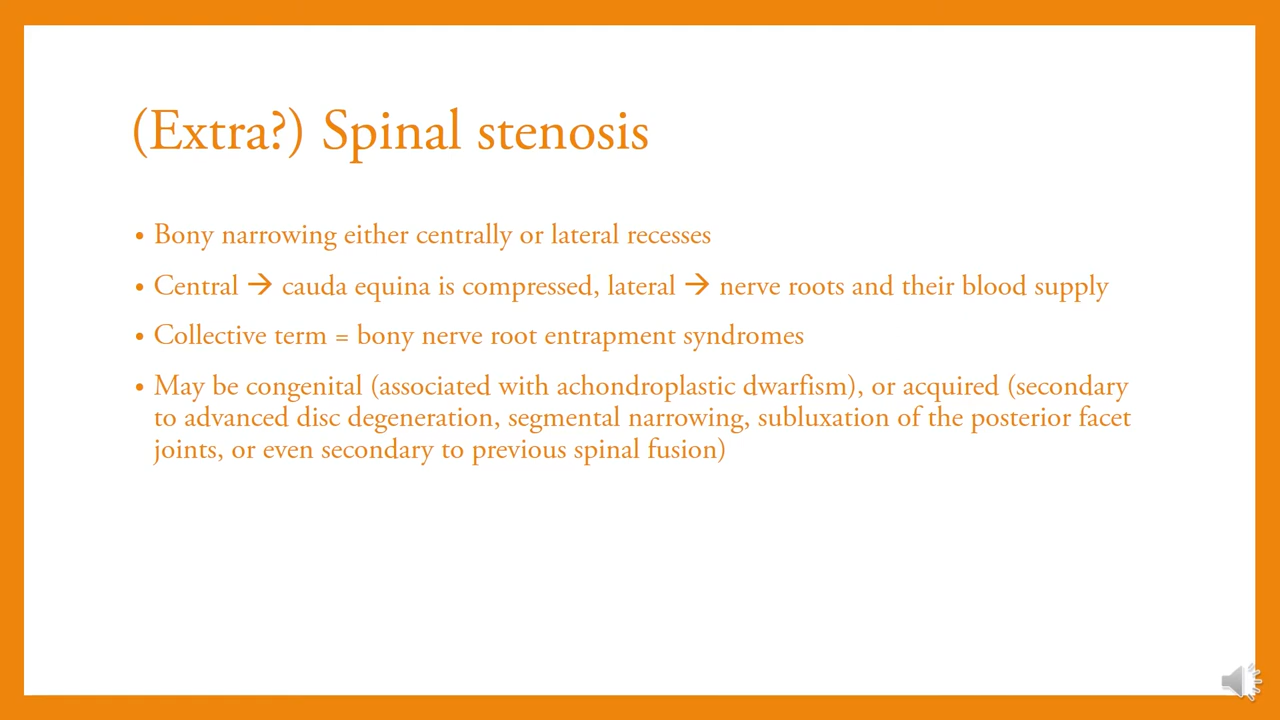 (Extra?) Spinal stenosis
• Bony narrowing either centrally or lateral recesses
• Central → cauda equina is compressed, lateral → nerve roots and their blood supply
• Collective term = bony nerve root entrapment syndromes
• May be congenital (associated with achondroplastic dwarfism), or acquired (secondary
to advanced disc degeneration, segmental narrowing, subluxation of the posterior facet
joints, or even secondary to previous spinal fusion)